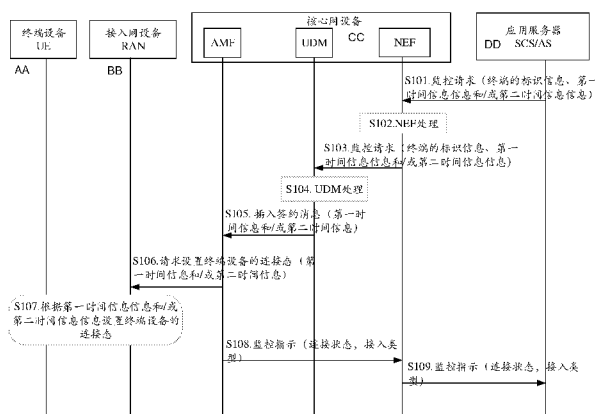 核心网设备
终端设备
UE
AA
接入网设备
RAN
BB
AMF
UDM
CC
NEF
应用服务器
DD SCS/AS
S101.监控请求（终端的标识信息、第一
时间信息信息和/或第二时间信息信息）
S102.NEF处理
S103.监控请求（终端的标识信息、第一
时间信息信息和/或第二时间信息信息）
S104.UDM处理
S105.插入签约消息（第一时
间信息和/或第二时间信息）
S106.请求设置终端设备的连接态（第
一时间信息和/或第二时间信息）
S107.根据第一时间信息信息和/或
第二时间信息信息设置终端设备的
连接态
S108.监控指示（连接状态，接入类
型）
S109.监控指示（连接状态，接入类
型）